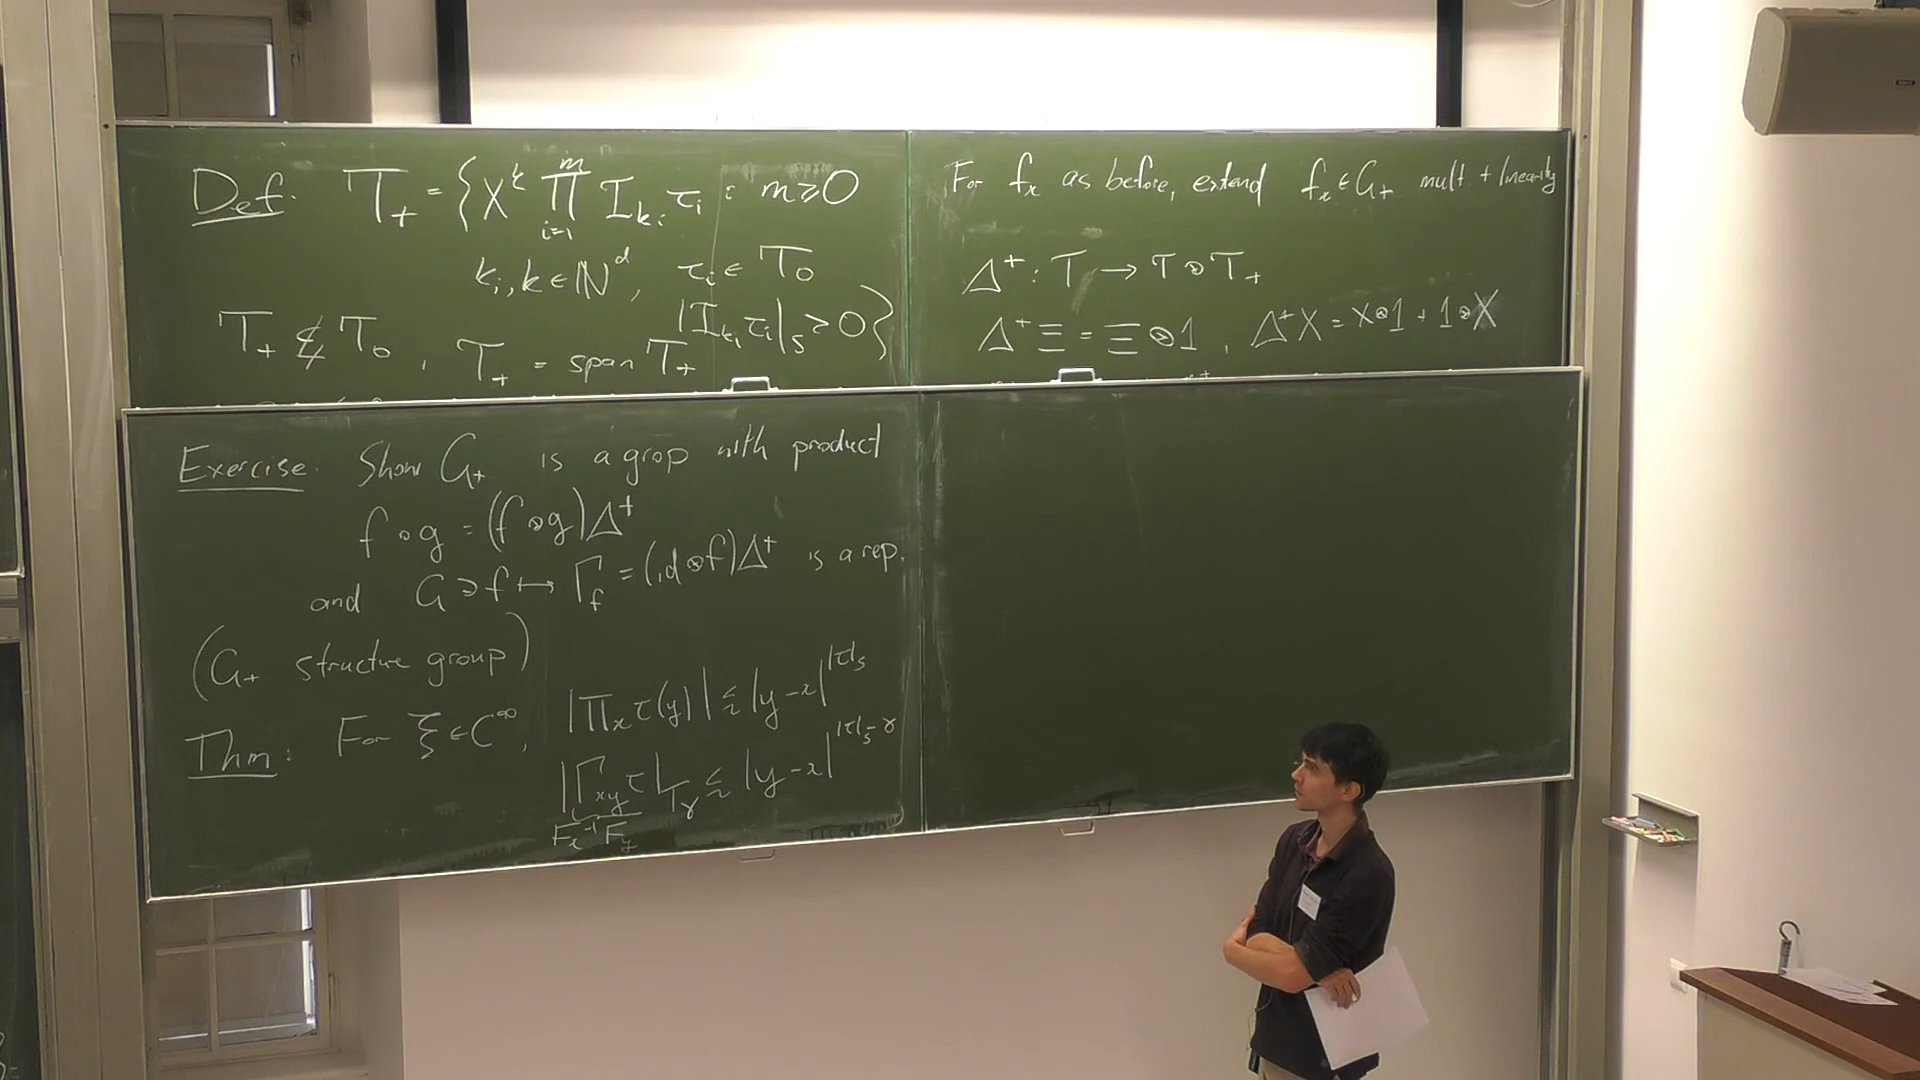 Def: T₊ = {X^k ∏_{i=1}^m I_{k_i} τ_i : m ≥ 0
k_i, k ∈ ℕ^d, τ_i ∈ T₀
|I_{k_i} τ_i|_s > 0}
T₊ ⊄ T₀, T₊ = span T₊
For f_x as before, extend f_x ∈ G₊ mult + linearity
Δ⁺ : T → T ⊗ T₊
Δ⁺Ξ = Ξ ⊗ 1, Δ⁺X = X ⊗ 1 + 1 ⊗ X
Exercise: Show G₊ is a grop with product
f ∘ g = (f ⊗ g)Δ⁺
and G ∋ f ↦ Γ_f = (id ⊗ f)Δ⁺ is a rep.
(G₊ structure group)
Thm: For ξ ∈ C^∞, |Π_x τ(y)| ≲ |y-x|^{|τ|_s}
|Γ_{xy} τ|_{T_γ} ≲ |y-x|^{|τ|_s-γ}
F_x^{-1} F_y